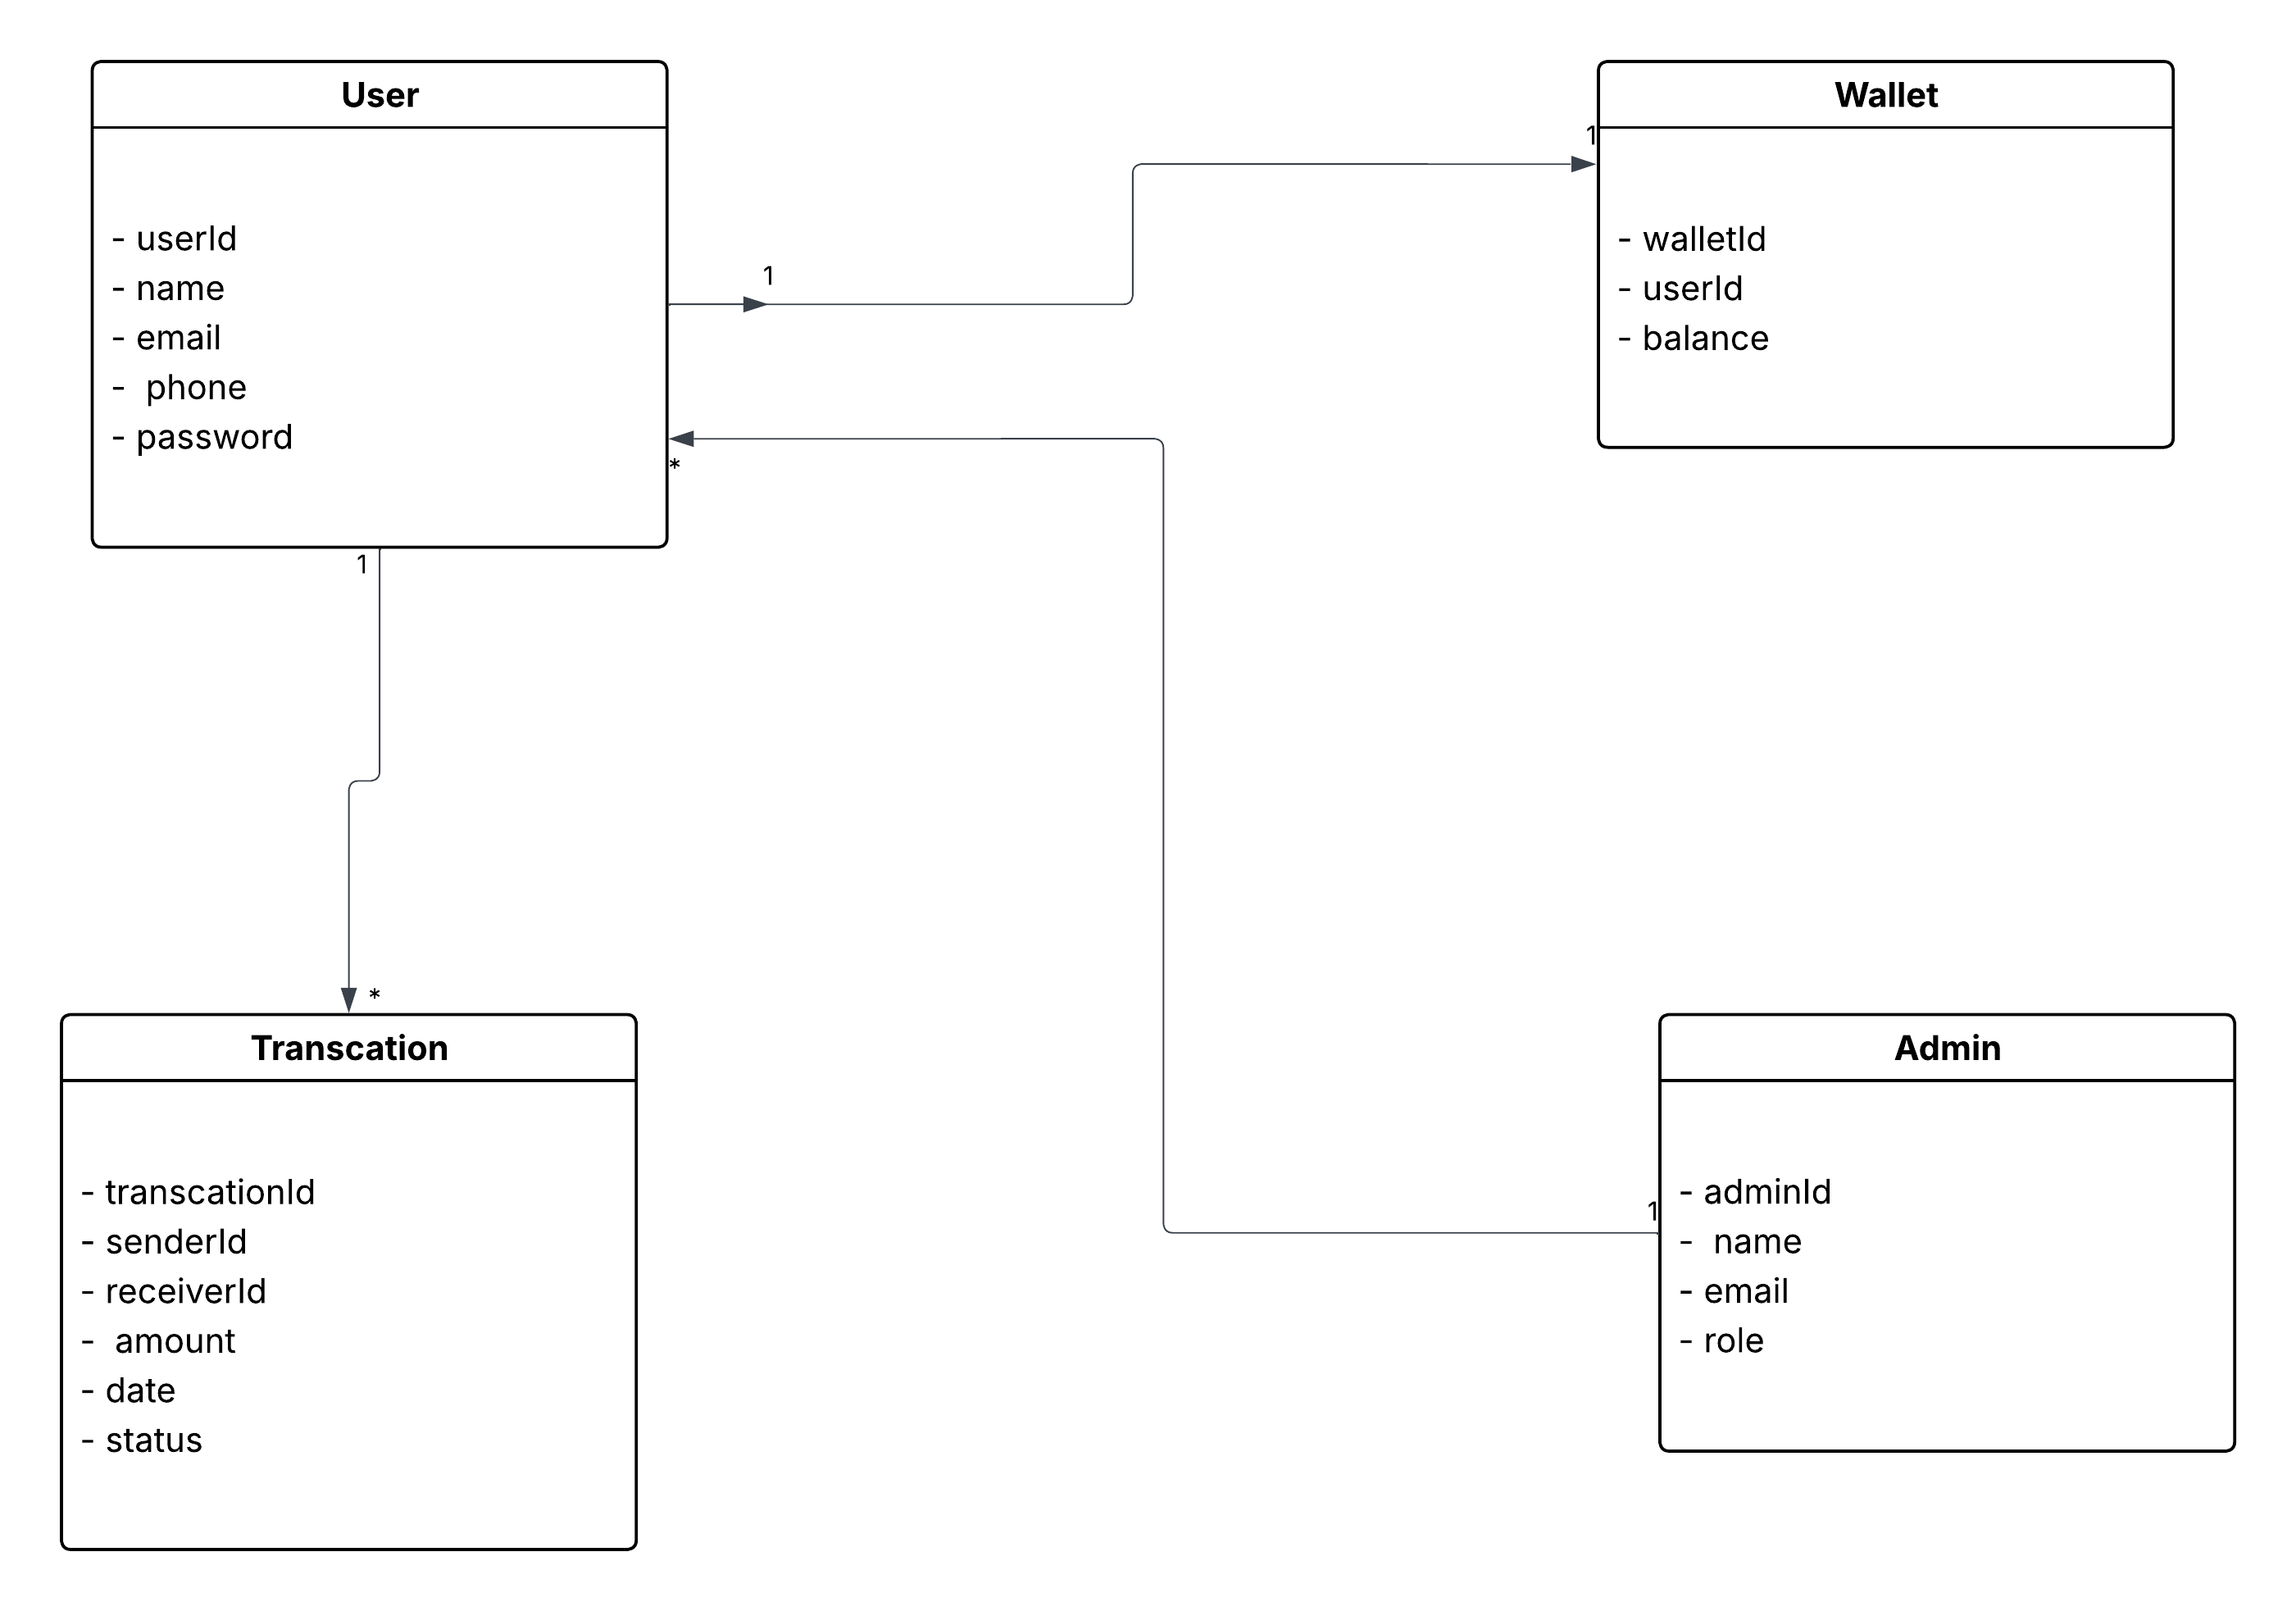 User
- userId
- name
- email
-  phone
- password
1
1
Wallet
- walletId
- userId
- balance
*
1
*
Transcation
- transcationId
- senderId
- receiverId
-  amount
- date
- status
1
Admin
- adminId
-  name
- email
- role